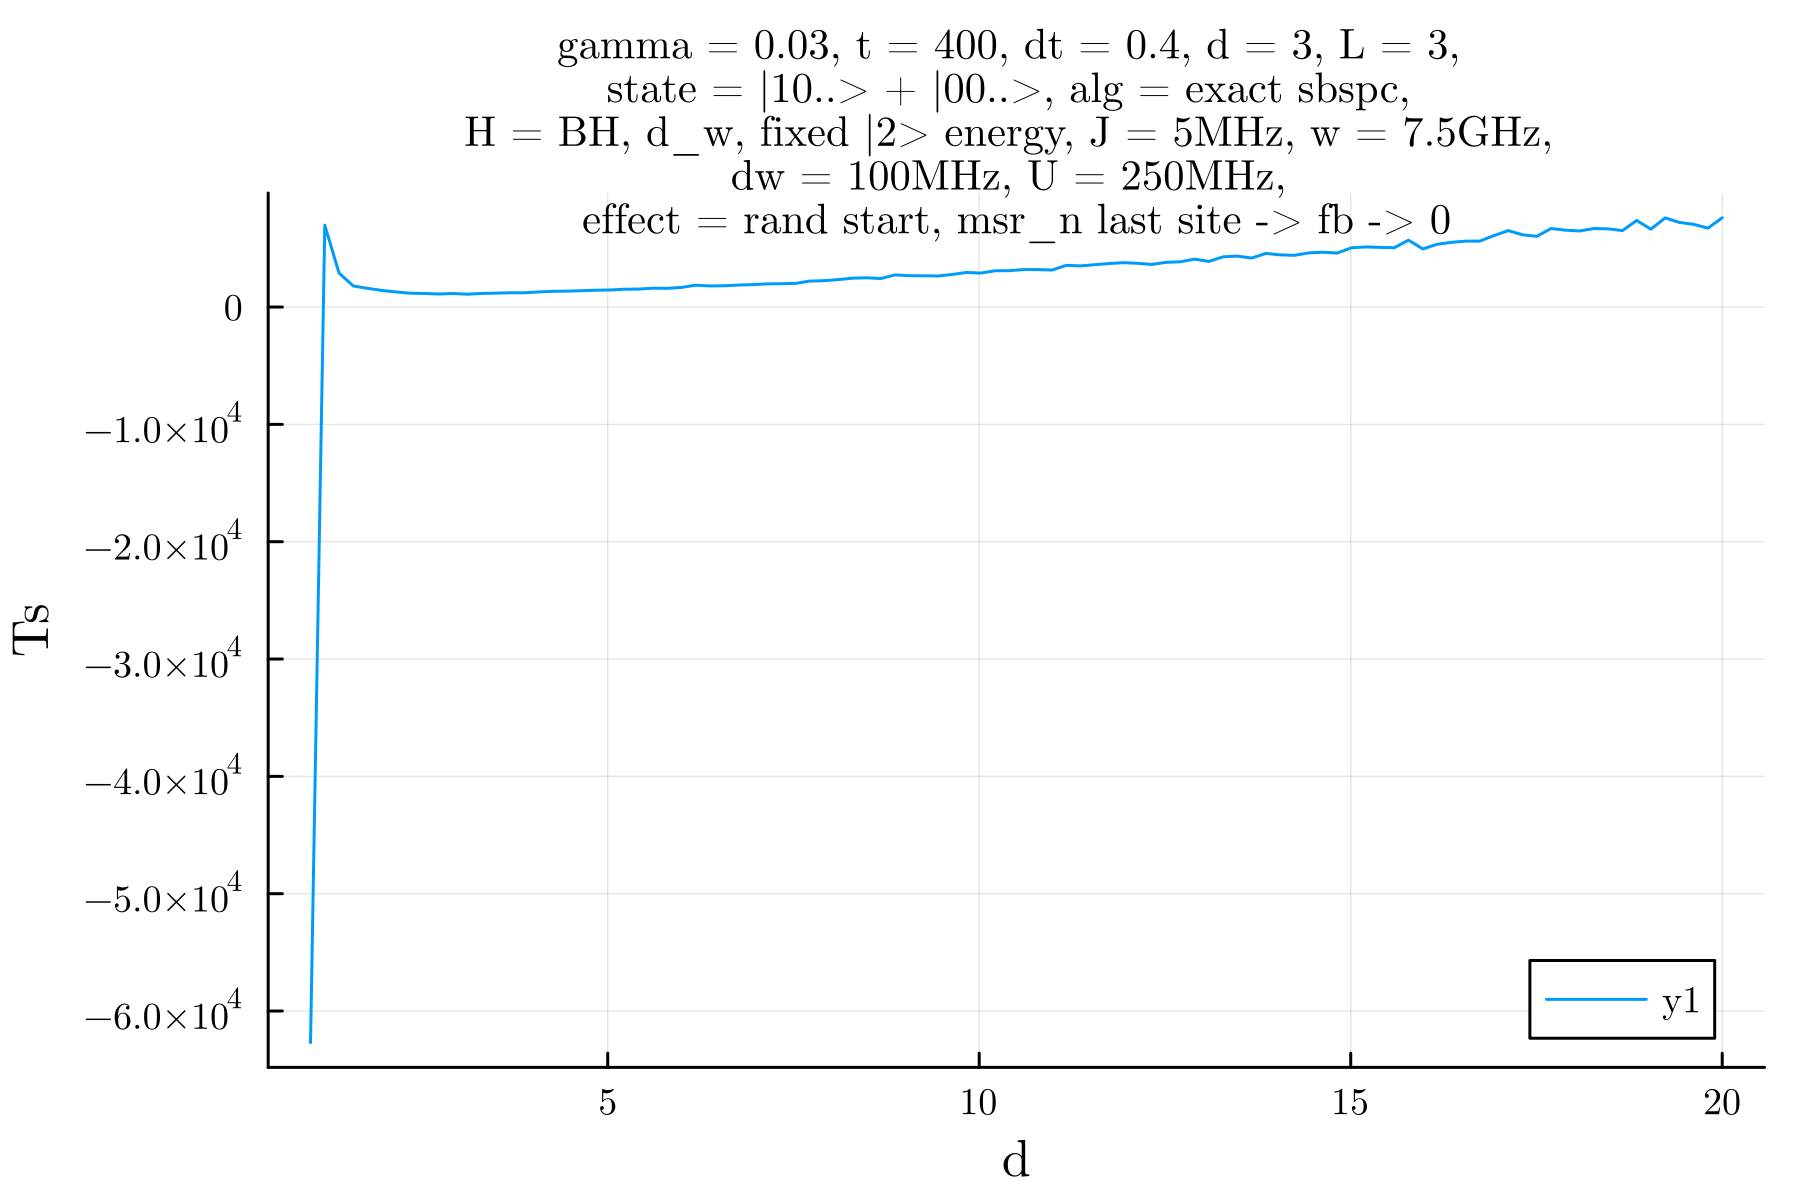 gamma = 0.03, t = 400, dt = 0.4, d = 3, L = 3,
state = |10..> + |00..>, alg = exact sbspc,
H = BH, d_w, fixed |2> energy, J = 5MHz, w = 7.5GHz,
dw = 100MHz, U = 250MHz,
effect = rand start, msr_n last site -> fb -> 0
0
−1.0×10⁴
−2.0×10⁴
−3.0×10⁴
−4.0×10⁴
−5.0×10⁴
−6.0×10⁴
Ts
y1
5 10 15 20
d